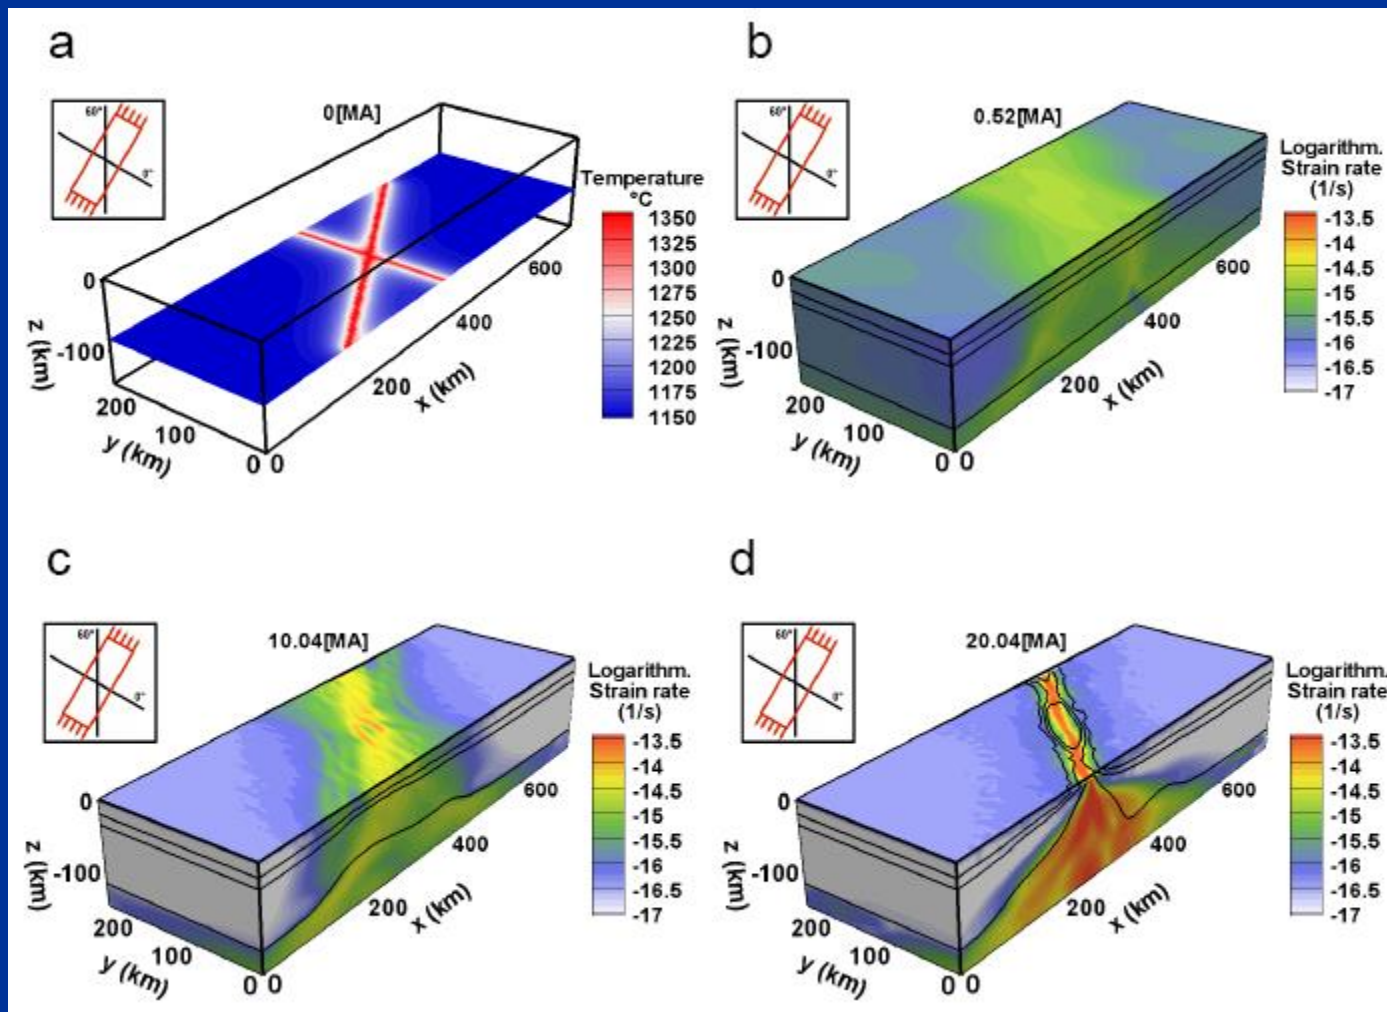 a
60°
0°
0[MA]
Temperature
°C
1350
1325
1300
1275
1250
1225
1200
1175
1150
0
-100
z (km)
200
100
0
y (km)
0
200
400
600
x (km)
b
60°
0°
0.52[MA]
Logarithm.
Strain rate
(1/s)
-13.5
-14
-14.5
-15
-15.5
-16
-16.5
-17
0
-100
z (km)
200
100
0
y (km)
0
200
400
600
x (km)
c
60°
0°
10.04[MA]
Logarithm.
Strain rate
(1/s)
-13.5
-14
-14.5
-15
-15.5
-16
-16.5
-17
0
-100
z (km)
200
100
0
y (km)
0
200
400
600
x (km)
d
60°
0°
20.04[MA]
Logarithm.
Strain rate
(1/s)
-13.5
-14
-14.5
-15
-15.5
-16
-16.5
-17
0
-100
z (km)
200
100
0
y (km)
0
200
400
600
x (km)